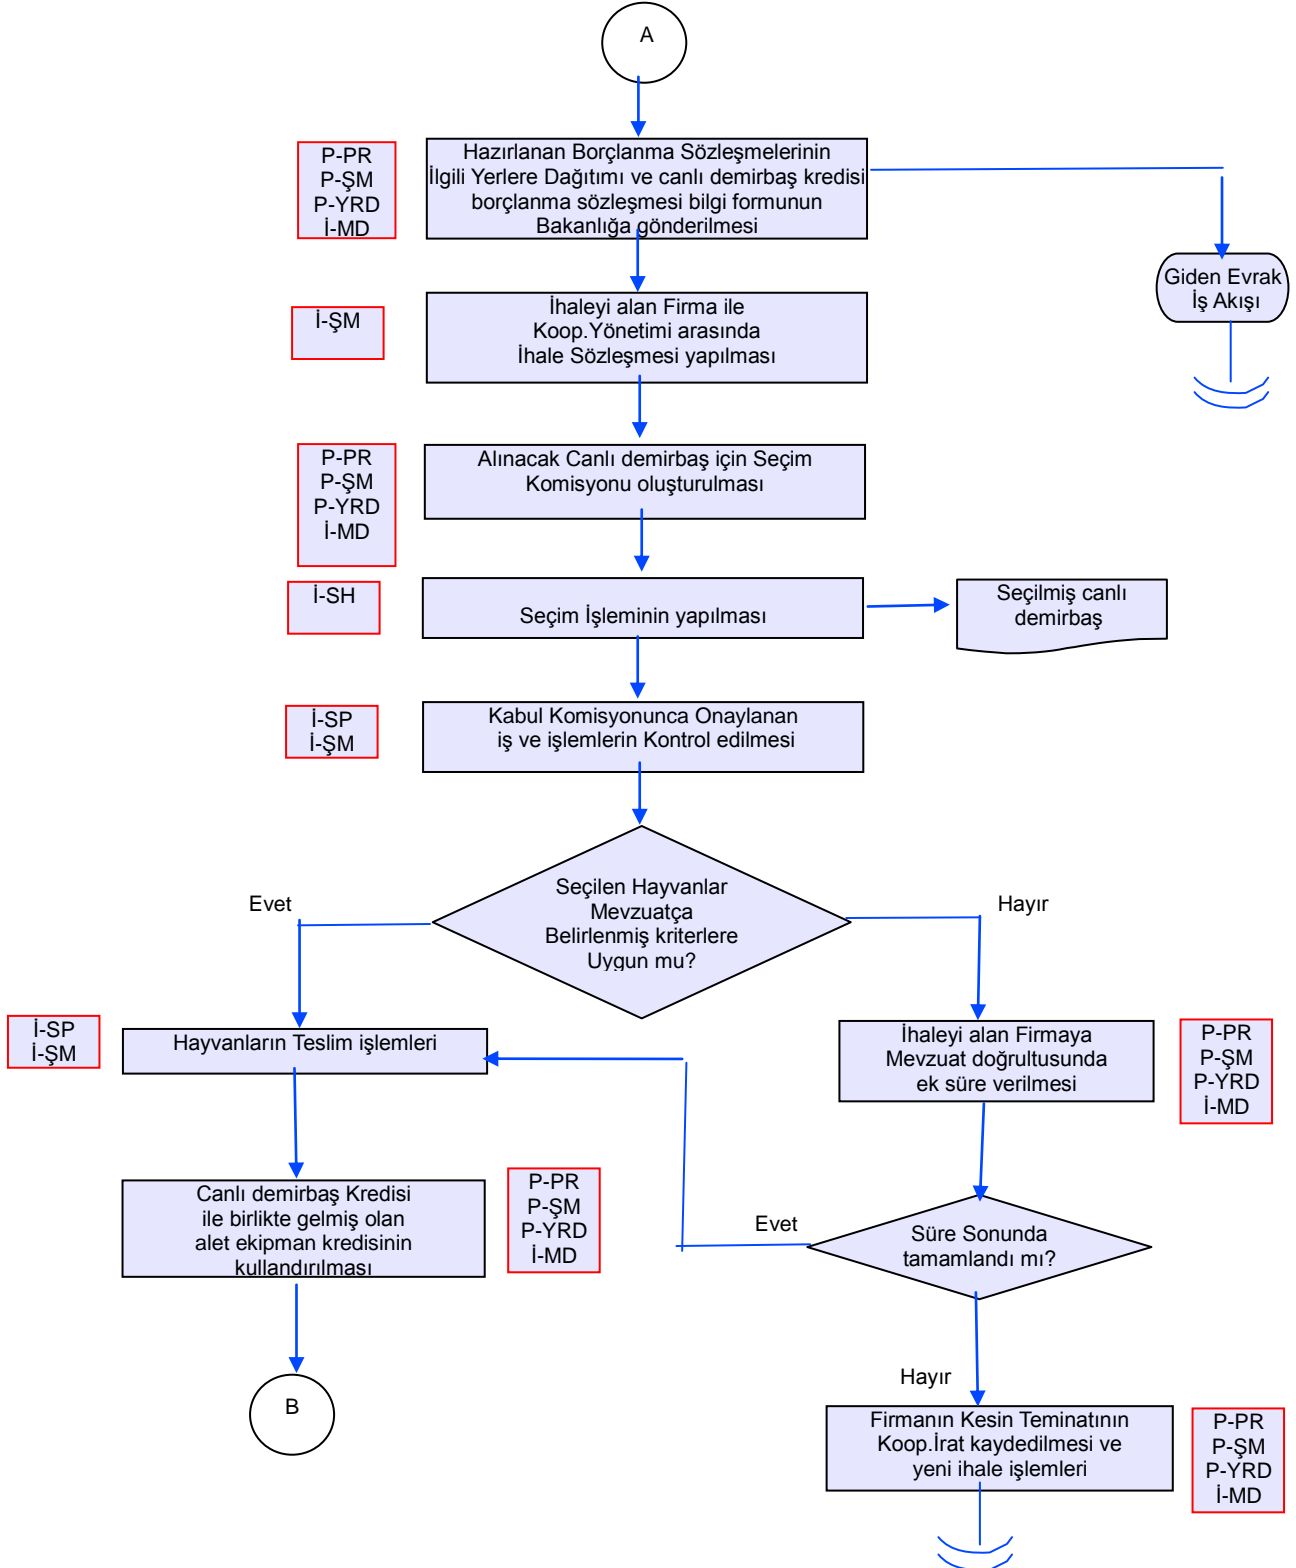 A
P-PR
P-ŞM
P-YRD
İ-MD
Hazırlanan Borçlanma Sözleşmelerinin
İlgili Yerlere Dağıtımı ve canlı demirbaş kredisi
borçlanma sözleşmesi bilgi formunun
Bakanlığa gönderilmesi
Giden Evrak
İş Akışı
İ-ŞM
İhaleyi alan Firma ile
Koop.Yönetimi arasında
İhale Sözleşmesi yapılması
P-PR
P-ŞM
P-YRD
İ-MD
Alınacak Canlı demirbaş için Seçim
Komisyonu oluşturulması
İ-SH
Seçim İşleminin yapılması
Seçilmiş canlı
demirbaş
İ-SP
İ-ŞM
Kabul Komisyonunca Onaylanan
iş ve işlemlerin Kontrol edilmesi
Seçilen Hayvanlar
Mevzuatça
Belirlenmiş kriterlere
Uygun mu?
Evet
Hayır
İ-SP
İ-ŞM
Hayvanların Teslim işlemleri
İhaleyi alan Firmaya
Mevzuat doğrultusunda
ek süre verilmesi
P-PR
P-ŞM
P-YRD
İ-MD
Canlı demirbaş Kredisi
ile birlikte gelmiş olan
alet ekipman kredisinin
kullandırılması
P-PR
P-ŞM
P-YRD
İ-MD
Evet
Süre Sonunda
tamamlandı mı?
Hayır
B
Firmanın Kesin Teminatının
Koop.İrat kaydedilmesi ve
yeni ihale işlemleri
P-PR
P-ŞM
P-YRD
İ-MD